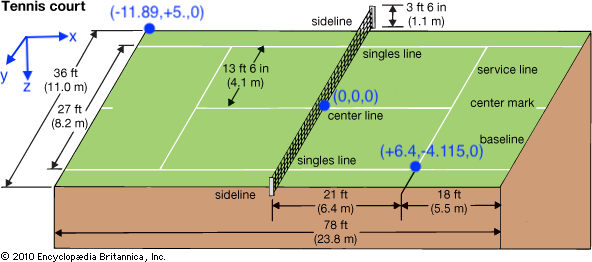 Tennis court
(-11.89,+5.,0)
3 ft 6 in
(1.1 m)
sideline
x
y
z
36 ft
(11.0 m)
27 ft
(8.2 m)
13 ft 6 in
(4.1 m)
singles line
service line
(0,0,0)
center line
center mark
baseline
(+6.4,-4.115,0)
singles line
sideline
21 ft
(6.4 m)
18 ft
(5.5 m)
78 ft
(23.8 m)
© 2010 Encyclopædia Britannica, Inc.